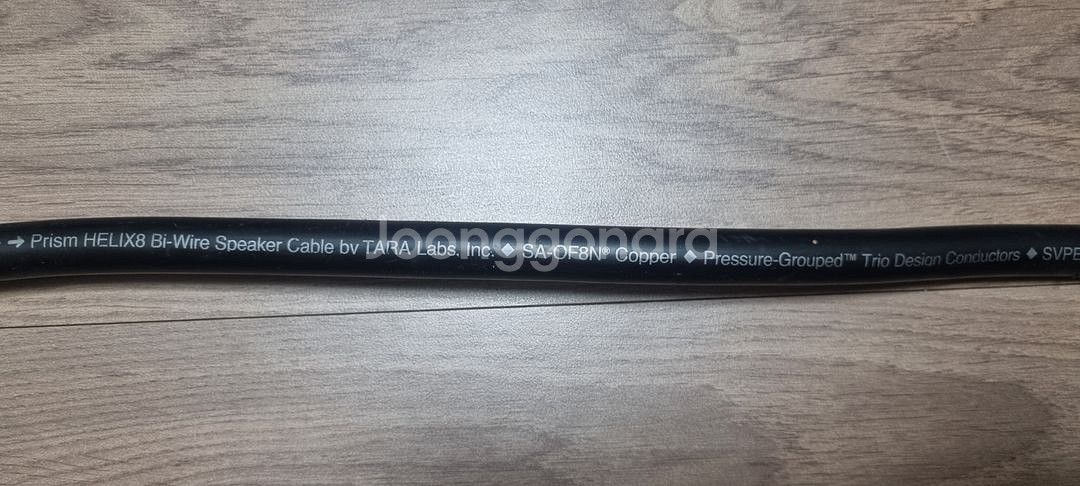 → Prism HELIX8 Bi-Wire Speaker Cable by TARA Labs, Inc. ◆ SA-OF8N® Copper ◆ Pressure-Grouped™ Trio Design Conductors ◆ SVPE
Joonggonara